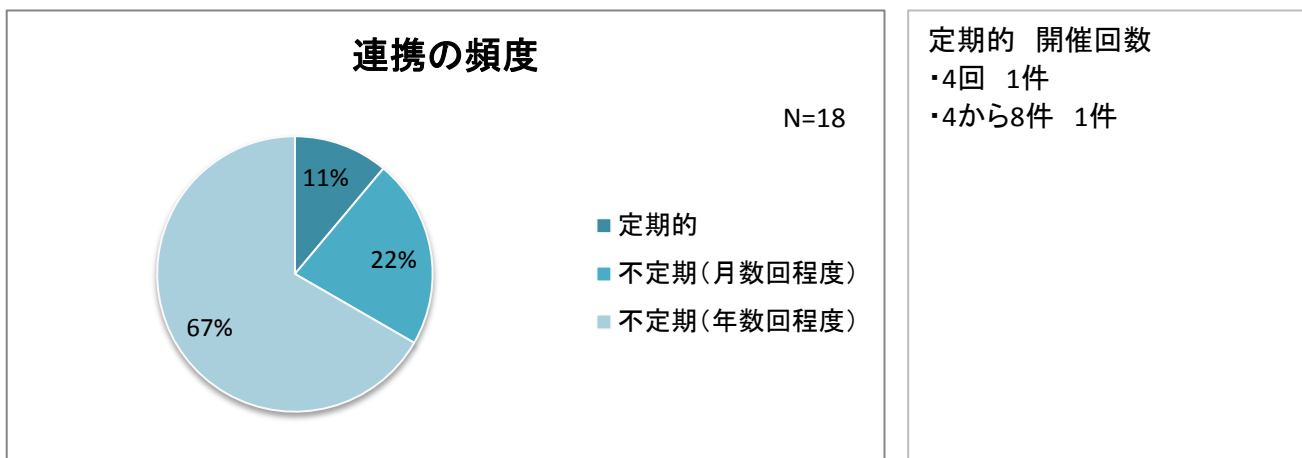 連携の頻度
N=18
11%
22%
67%
定期的
不定期(月数回程度)
不定期(年数回程度)
定期的 開催回数
・4回 1件
・4から8件 1件